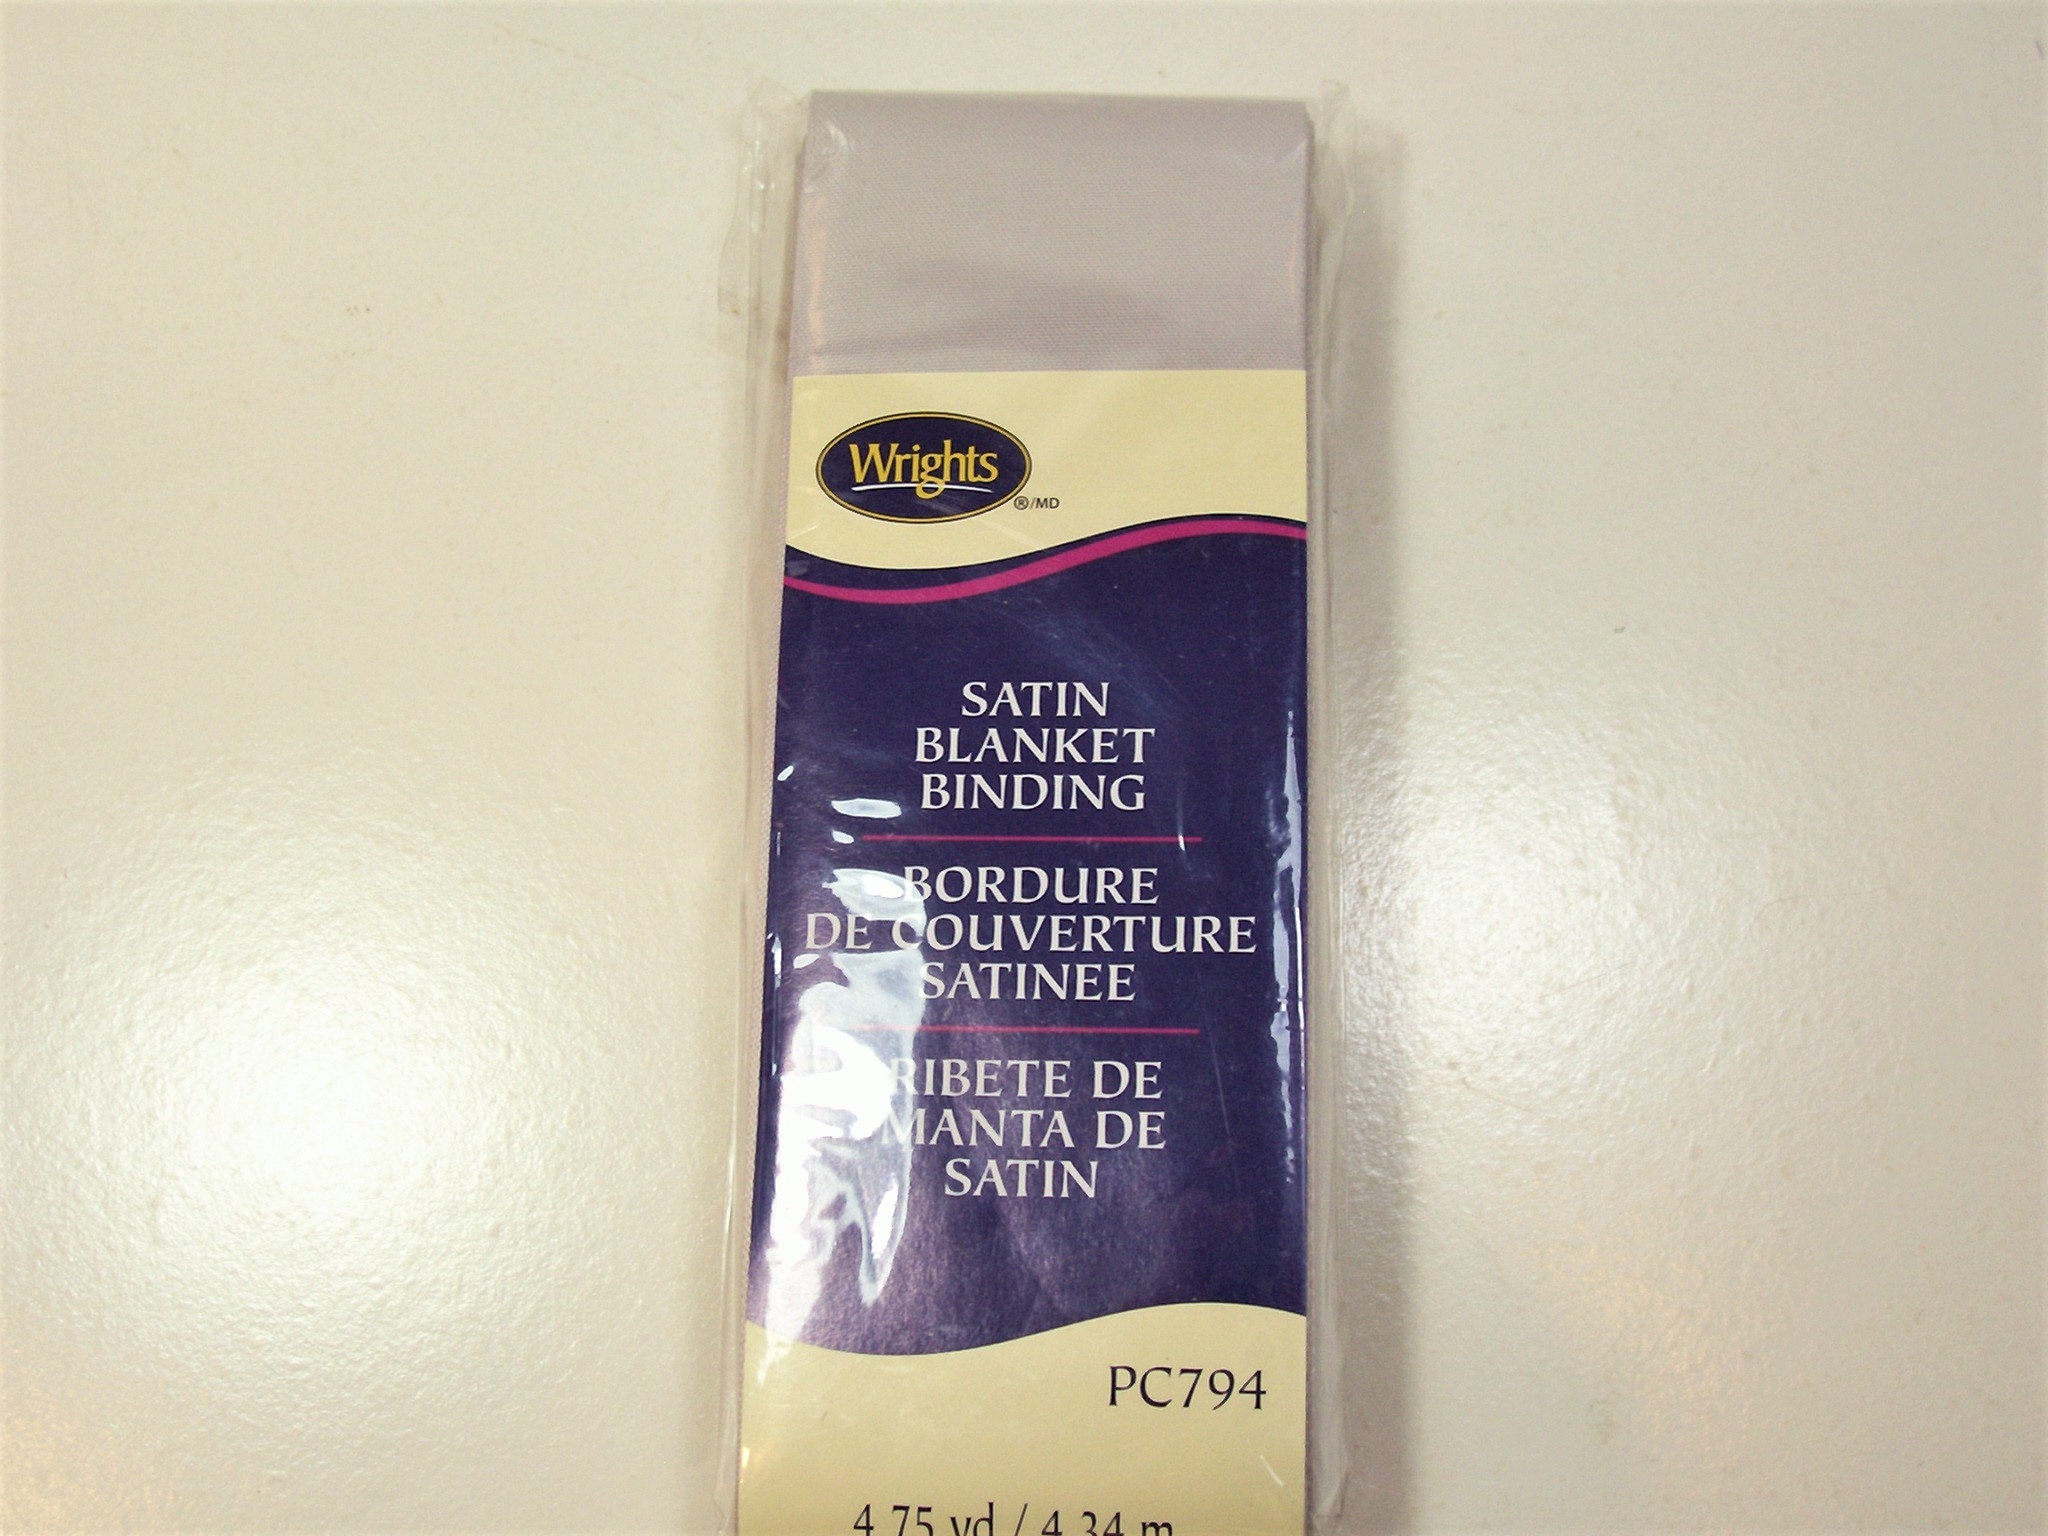 Wrights
®/MD
SATIN
BLANKET
BINDING
BORDURE
DE COUVERTURE
SATINEE
RIBETE DE
MANTA DE
SATIN
PC794
4.75 yd / 4.34 m